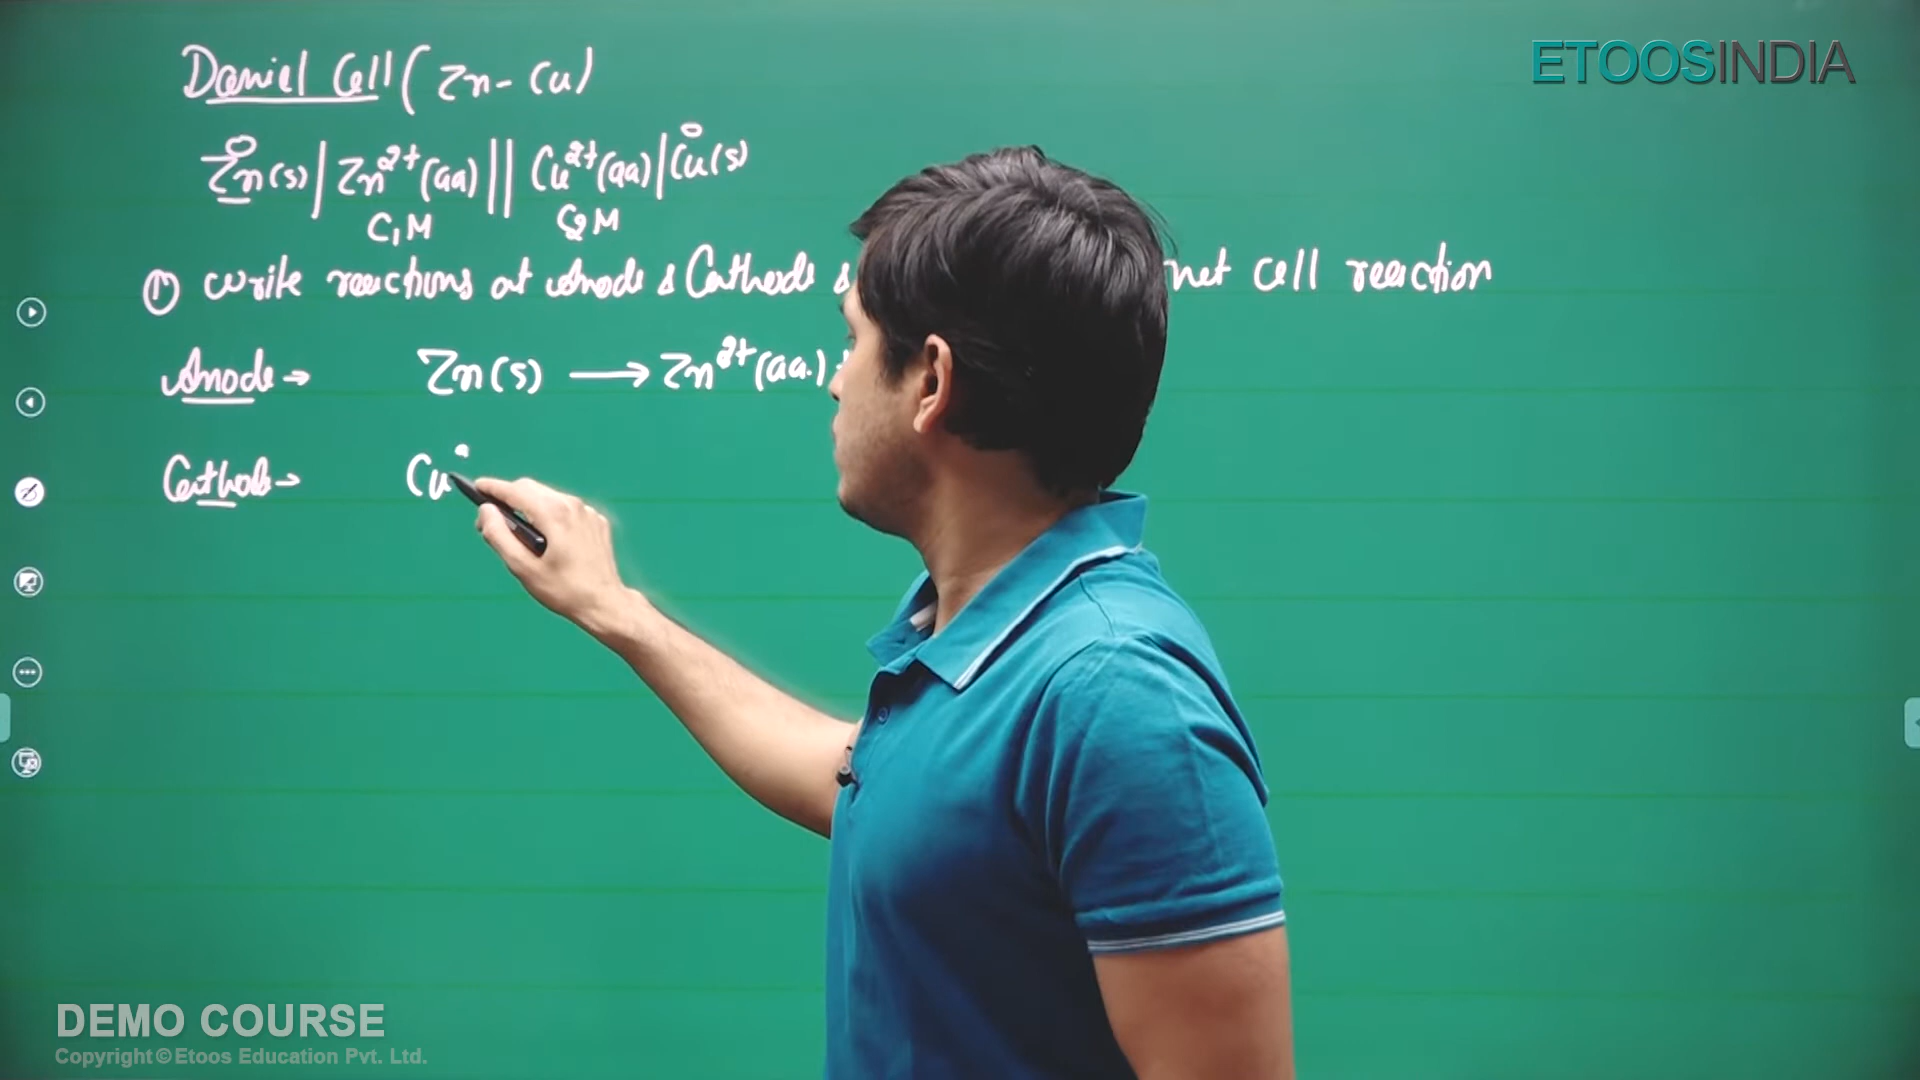 ETOOSINDIA
Daniel Cell (Zn-Cu)
Zn(s) | Zn²⁺(aq) || Cu²⁺(aq) | Cu(s)
C₁M C₂M
① Write reactions at Anode & Cathode & net cell reaction
Anode → Zn(s) ⟶ Zn²⁺(aq.) +
Cathode → Cu
DEMO COURSE
Copyright © Etoos Education Pvt. Ltd.